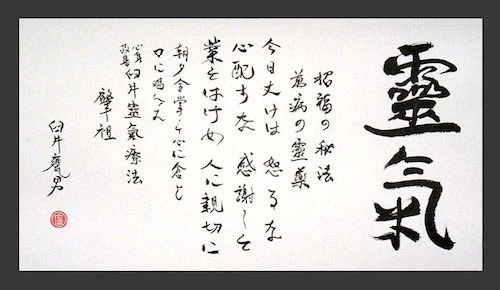 靈氣
招福の秘法
萬病の靈薬
今日丈けは 怒るな
心配すな 感謝して
業をはげめ 人に親切に
朝夕合掌して心に念じ
口に唱へよ
心身
改善
臼井靈氣療法
肇祖
臼井甕男